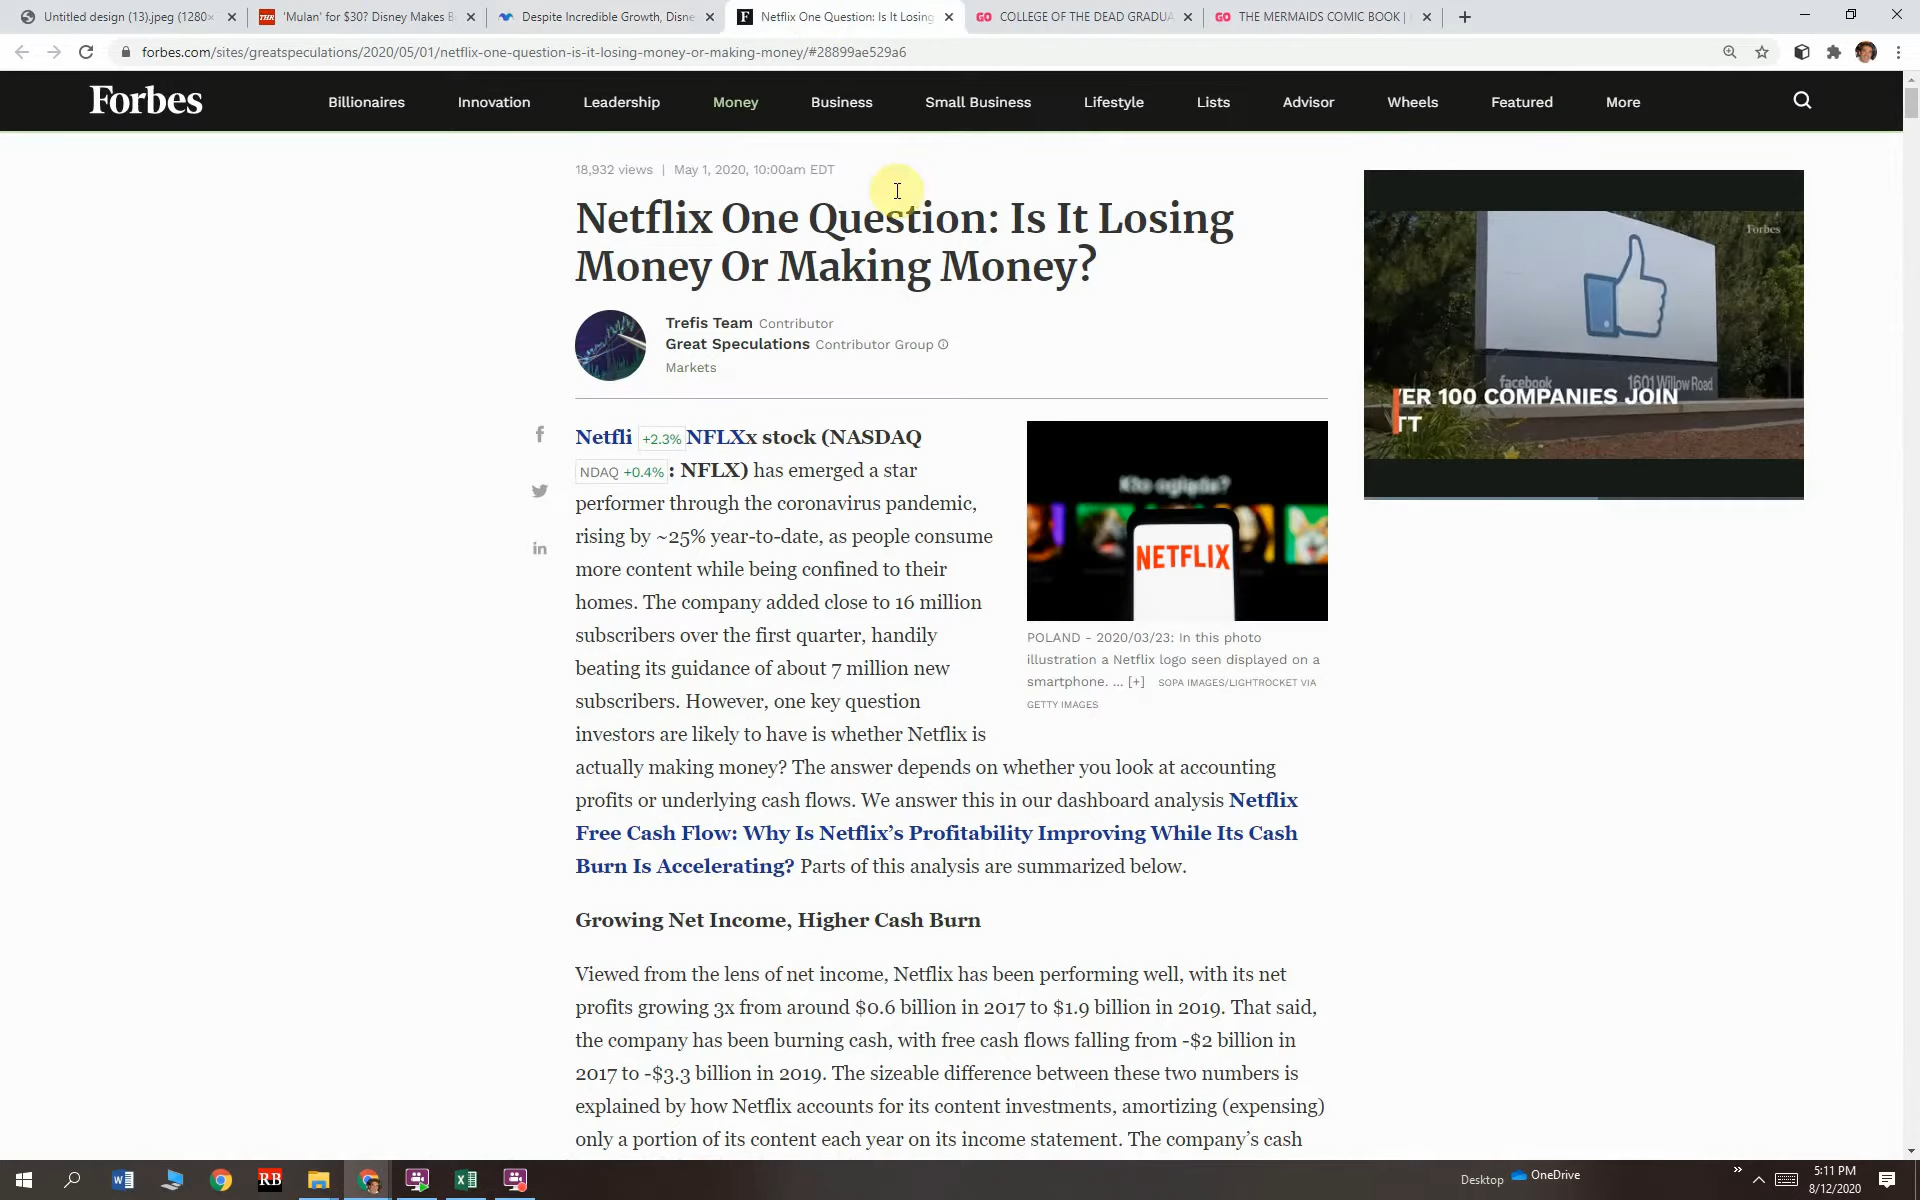 Untitled design (13).jpeg (1280×
'Mulan' for $30? Disney Makes B
Despite Incredible Growth, Disne
Netflix One Question: Is It Losing
COLLEGE OF THE DEAD GRADUA
THE MERMAIDS COMIC BOOK |
forbes.com/sites/greatspeculations/2020/05/01/netflix-one-question-is-it-losing-money-or-making-money/#28899ae529a6
Forbes
Billionaires
Innovation
Leadership
Money
Business
Small Business
Lifestyle
Lists
Advisor
Wheels
Featured
More
18,932 views | May 1, 2020, 10:00am EDT
Netflix One Question: Is It Losing
Money Or Making Money?
Trefis Team Contributor
Great Speculations Contributor Group
Markets
Forbes
facebook
1601 Willow Road
ER 100 COMPANIES JOIN
TT
Netfli +2.3% NFLXx stock (NASDAQ
NDAQ +0.4% : NFLX) has emerged a star
performer through the coronavirus pandemic,
rising by ~25% year-to-date, as people consume
more content while being confined to their
homes. The company added close to 16 million
subscribers over the first quarter, handily
beating its guidance of about 7 million new
subscribers. However, one key question
investors are likely to have is whether Netflix is
actually making money? The answer depends on whether you look at accounting
profits or underlying cash flows. We answer this in our dashboard analysis Netflix
Free Cash Flow: Why Is Netflix's Profitability Improving While Its Cash
Burn Is Accelerating? Parts of this analysis are summarized below.
Kto ogląda?
NETFLIX
POLAND - 2020/03/23: In this photo
illustration a Netflix logo seen displayed on a
smartphone. ... [+] SOPA IMAGES/LIGHTROCKET VIA
GETTY IMAGES
Growing Net Income, Higher Cash Burn
Viewed from the lens of net income, Netflix has been performing well, with its net
profits growing 3x from around $0.6 billion in 2017 to $1.9 billion in 2019. That said,
the company has been burning cash, with free cash flows falling from -$2 billion in
2017 to -$3.3 billion in 2019. The sizeable difference between these two numbers is
explained by how Netflix accounts for its content investments, amortizing (expensing)
only a portion of its content each year on its income statement. The company's cash
RB
Desktop
OneDrive
5:11 PM
8/12/2020